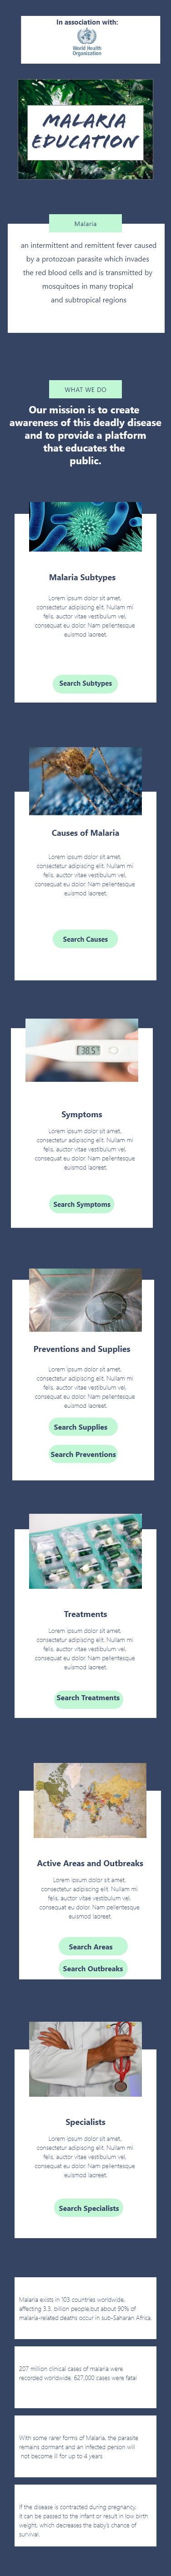 In association with:
World Health
Organization
MALARIA
EDUCATION
Malaria
an intermittent and remittent fever caused
by a protozoan parasite which invades
the red blood cells and is transmitted by
mosquitoes in many tropical
and subtropical regions
WHAT WE DO
Our mission is to create
awareness of this deadly disease
and to provide a platform
that educates the
public.
Malaria Subtypes
Lorem ipsum dolor sit amet,
consectetur adipiscing elit. Nullam mi
felis, auctor vitae vestibulum vel,
consequat eu dolor. Nam pellentesque
euismod laoreet.
Search Subtypes
Causes of Malaria
Lorem ipsum dolor sit amet,
consectetur adipiscing elit. Nullam mi
felis, auctor vitae vestibulum vel,
consequat eu dolor. Nam pellentesque
euismod laoreet.
Search Causes
38.5
Symptoms
Lorem ipsum dolor sit amet,
consectetur adipiscing elit. Nullam mi
felis, auctor vitae vestibulum vel,
consequat eu dolor. Nam pellentesque
euismod laoreet.
Search Symptoms
Preventions and Supplies
Lorem ipsum dolor sit amet,
consectetur adipiscing elit. Nullam mi
felis, auctor vitae vestibulum vel,
consequat eu dolor. Nam pellentesque
euismod laoreet.
Search Supplies
Search Preventions
Treatments
Lorem ipsum dolor sit amet,
consectetur adipiscing elit. Nullam mi
felis, auctor vitae vestibulum vel,
consequat eu dolor. Nam pellentesque
euismod laoreet.
Search Treatments
Active Areas and Outbreaks
Lorem ipsum dolor sit amet,
consectetur adipiscing elit. Nullam mi
felis, auctor vitae vestibulum vel,
consequat eu dolor. Nam pellentesque
euismod laoreet.
Search Areas
Search Outbreaks
Specialists
Lorem ipsum dolor sit amet,
consectetur adipiscing elit. Nullam mi
felis, auctor vitae vestibulum vel,
consequat eu dolor. Nam pellentesque
euismod laoreet.
Search Specialists
Malaria exists in 103 countries worldwide,
affecting 3.3. billion people,but about 90% of
malaria-related deaths occur in sub-Saharan Africa.
207 million clinical cases of malaria were
recorded worldwide. 627,000 cases were fatal
With some rarer forms of Malaria, the parasite
remains dormant and an infected person will
not become ill for up to 4 years
If the disease is contracted during pregnancy,
it can be passed to the infant or result in low birth
weight, which decreases the baby's chance of
survival.